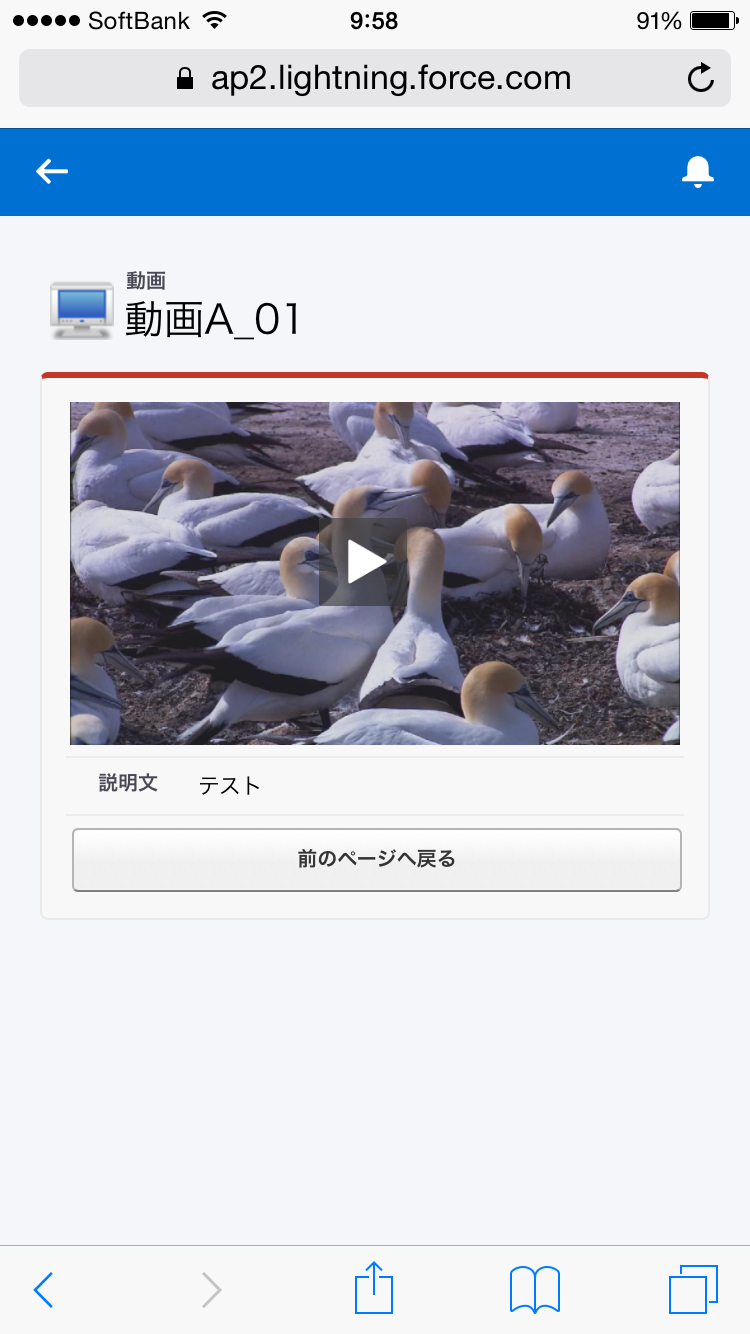 SoftBank 9:58 91%
ap2.lightning.force.com
動画
動画A_01
説明文 テスト
前のページへ戻る